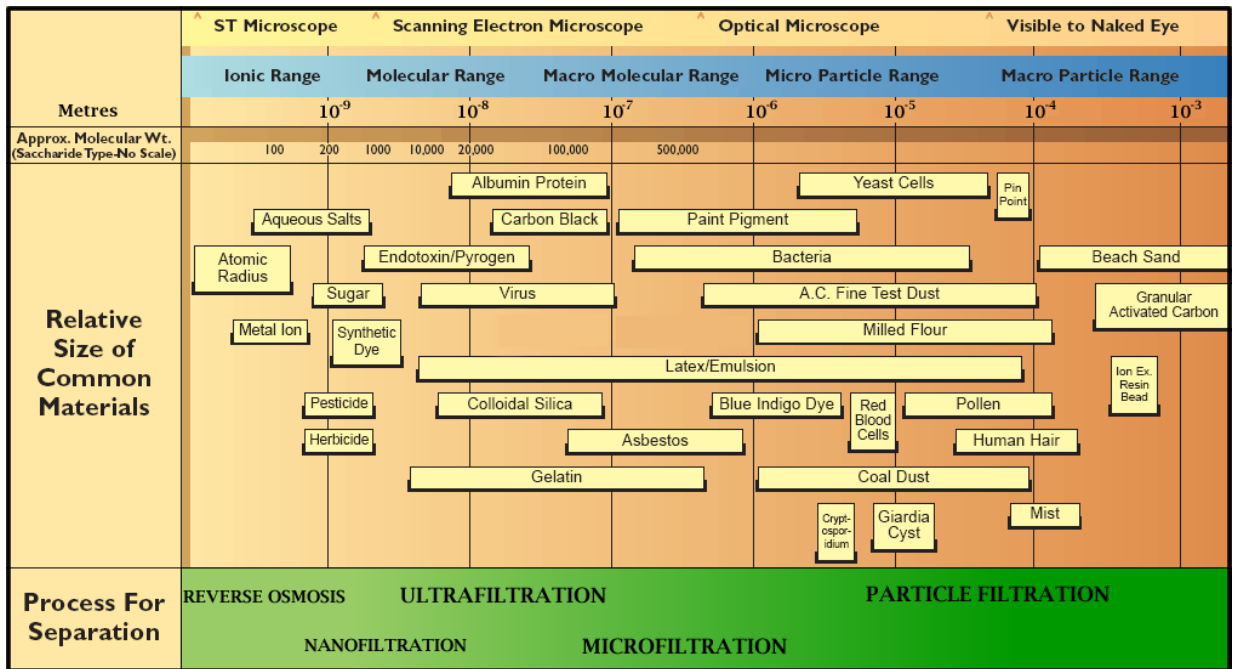 ST Microscope Scanning Electron Microscope Optical Microscope Visible to Naked Eye
Ionic Range Molecular Range Macro Molecular Range Micro Particle Range Macro Particle Range
Metres 10⁻⁹ 10⁻⁸ 10⁻⁷ 10⁻⁶ 10⁻⁵ 10⁻⁴ 10⁻³
Approx. Molecular Wt.
(Saccharide Type-No Scale)
100 200 1000 10,000 20,000 100,000 500,000
Relative
Size of
Common
Materials
Albumin Protein Yeast Cells
Pin
Point
Aqueous Salts Carbon Black Paint Pigment
Atomic
Radius
Endotoxin/Pyrogen Bacteria Beach Sand
Sugar Virus A.C. Fine Test Dust
Granular
Activated Carbon
Metal Ion
Synthetic
Dye
Milled Flour
Latex/Emulsion
Ion Ex.
Resin
Bead
Pesticide Colloidal Silica Blue Indigo Dye
Red
Blood
Cells
Pollen
Herbicide Asbestos Human Hair
Gelatin Coal Dust
Crypt-
ospor-
idium
Giardia
Cyst
Mist
Process For
Separation
REVERSE OSMOSIS ULTRAFILTRATION PARTICLE FILTRATION
NANOFILTRATION MICROFILTRATION